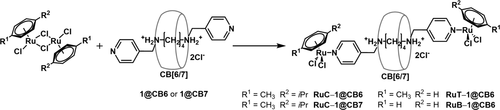 R¹ R²
Cl Cl
Ru Ru
Cl Cl
R² R¹
+
N ⁺H₂N (C)₄ NH₂⁺ N
2Cl⁻
CB[6/7]
1@CB6 or 1@CB7
R² R¹
Ru N ⁺H₂N (C)₄ NH₂⁺ N Ru
Cl Cl Cl Cl
2Cl⁻
CB[6/7]
R¹ R²
R¹ = CH₃ R² = iPr RuC–1@CB6 R¹ = CH₃ R² = H RuT–1@CB6
R¹ = CH₃ R² = iPr RuC–1@CB7 R¹ = H R² = H RuB–1@CB6